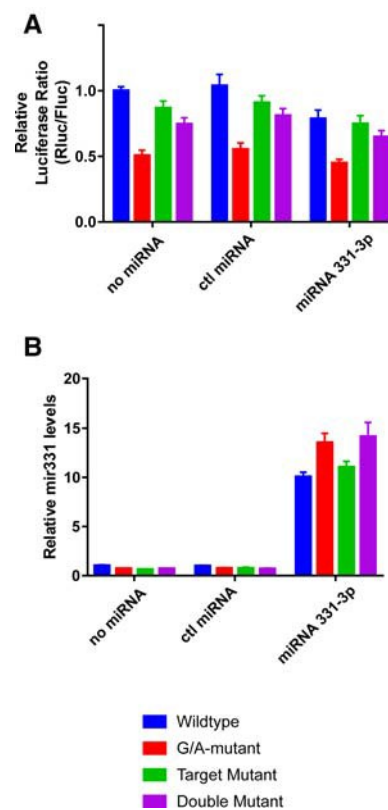 A
Relative
Luciferase Ratio
(Rluc/Fluc)
1.0
0.5
0.0
no miRNA
ctl miRNA
miRNA 331-3p
B
Relative mir331 levels
20
15
10
5
0
no miRNA
ctl miRNA
miRNA 331-3p
Wildtype
G/A-mutant
Target Mutant
Double Mutant